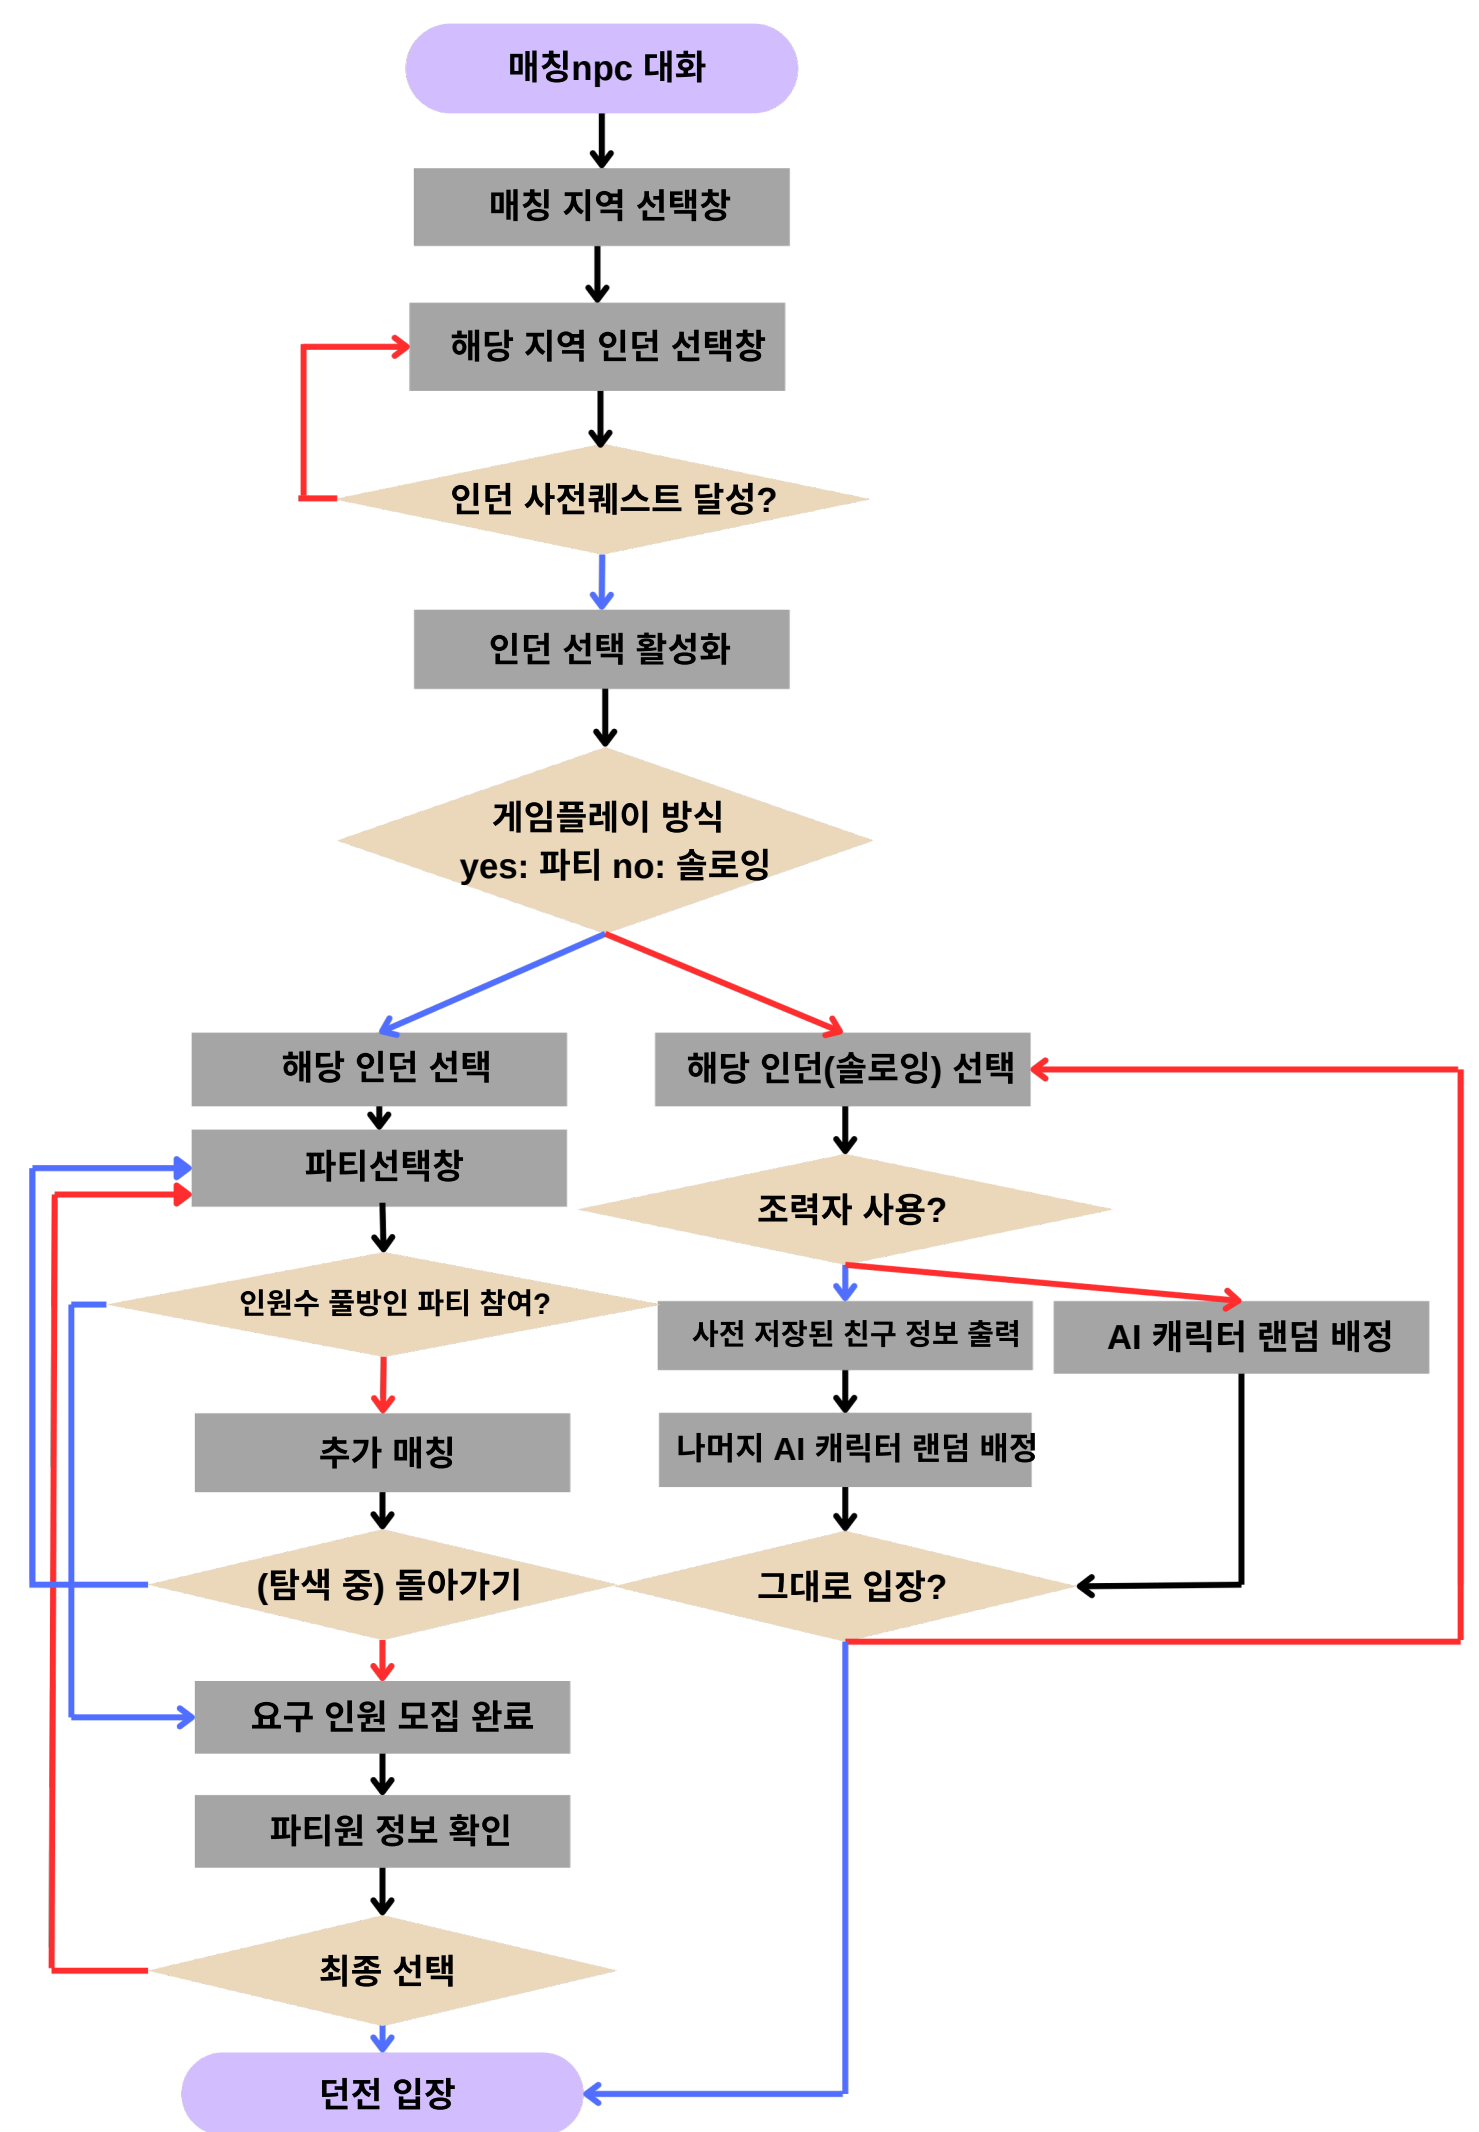 매칭npc 대화
매칭 지역 선택창
해당 지역 인던 선택창
인던 사전퀘스트 달성?
인던 선택 활성화
게임플레이 방식
yes: 파티 no: 솔로잉
해당 인던 선택
해당 인던(솔로잉) 선택
파티선택창
조력자 사용?
인원수 풀방인 파티 참여?
사전 저장된 친구 정보 출력
AI 캐릭터 랜덤 배정
추가 매칭
나머지 AI 캐릭터 랜덤 배정
(탐색 중) 돌아가기
그대로 입장?
요구 인원 모집 완료
파티원 정보 확인
최종 선택
던전 입장